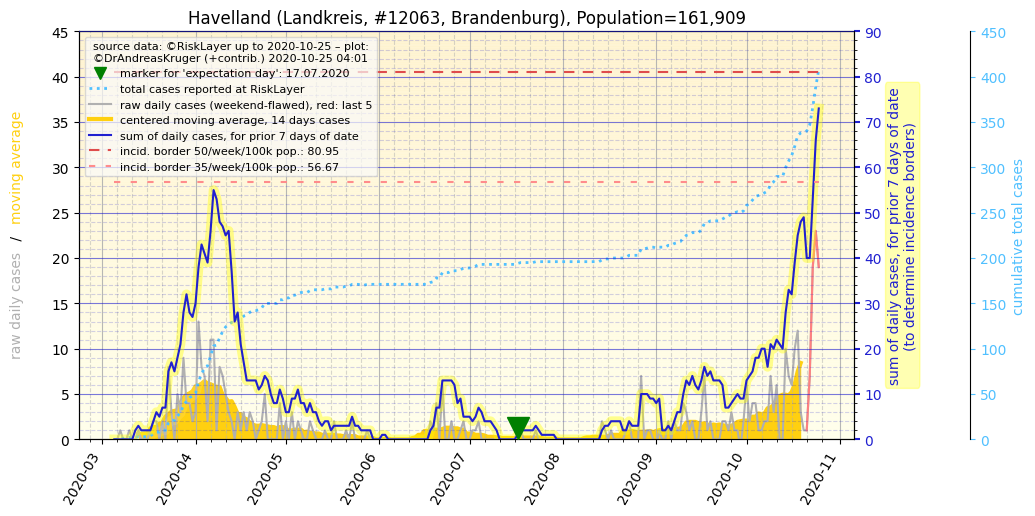 Havelland (Landkreis, #12063, Brandenburg), Population=161,909
source data: ©RiskLayer up to 2020-10-25 – plot:
©DrAndreasKruger (+contrib.) 2020-10-25 04:01
marker for 'expectation day': 17.07.2020
total cases reported at RiskLayer
raw daily cases (weekend-flawed), red: last 5
centered moving average, 14 days cases
sum of daily cases, for prior 7 days of date
incid. border 50/week/100k pop.: 80.95
incid. border 35/week/100k pop.: 56.67
raw daily cases / moving average
45
40
35
30
25
20
15
10
5
0
2020-03
2020-04
2020-05
2020-06
2020-07
2020-08
2020-09
2020-10
2020-11
90
80
70
60
50
40
30
20
10
0
sum of daily cases, for prior 7 days of date
(to determine incidence borders)
450
400
350
300
250
200
150
100
50
0
cumulative total cases